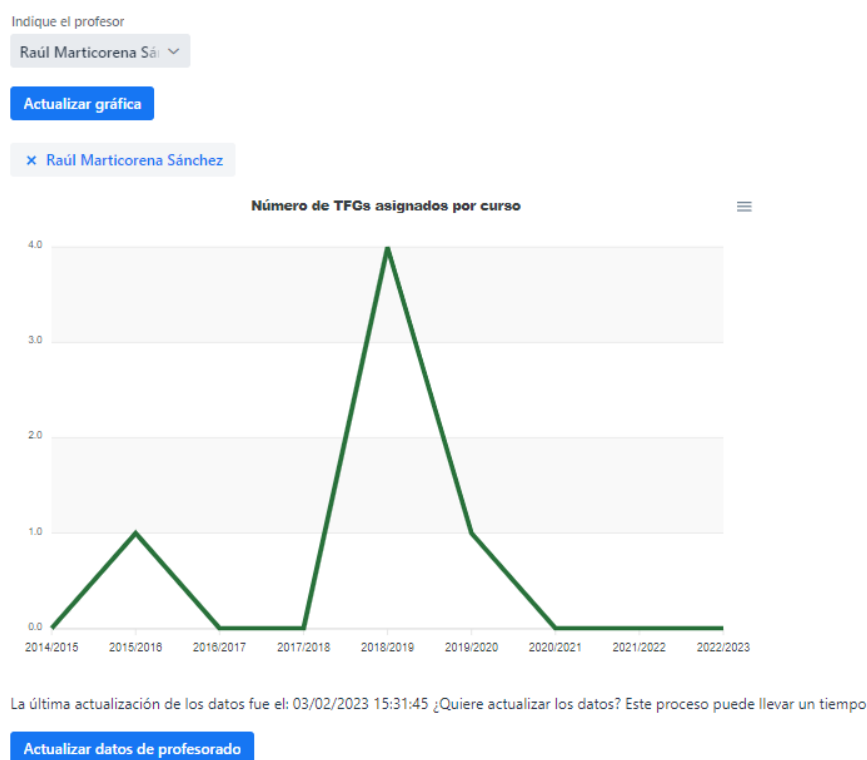 Indique el profesor
Raúl Marticorena Sá
Actualizar gráfica
× Raúl Marticorena Sánchez
Número de TFGs asignados por curso
4.0
3.0
2.0
1.0
0.0
2014/2015 2015/2016 2016/2017 2017/2018 2018/2019 2019/2020 2020/2021 2021/2022 2022/2023
La última actualización de los datos fue el: 03/02/2023 15:31:45 ¿Quiere actualizar los datos? Este proceso puede llevar un tiempo
Actualizar datos de profesorado